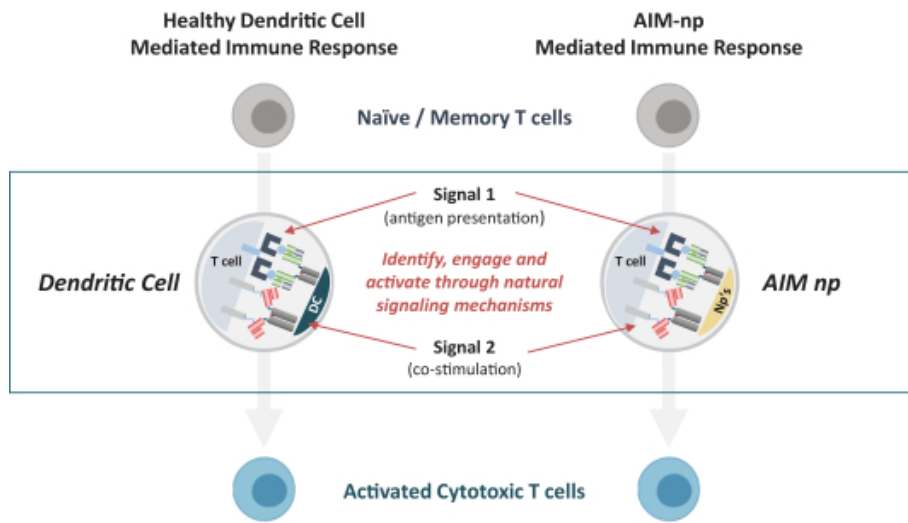 Healthy Dendritic Cell
Mediated Immune Response
AIM-np
Mediated Immune Response
Naïve / Memory T cells
Signal 1
(antigen presentation)
T cell
DC
Dendritic Cell
Identify, engage and
activate through natural
signaling mechanisms
T cell
Np's
AIM np
Signal 2
(co-stimulation)
Activated Cytotoxic T cells